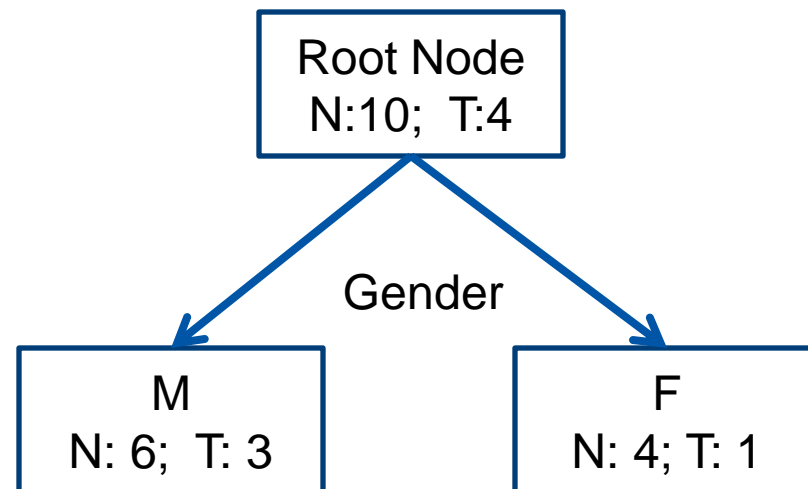 Root Node
N:10; T:4
Gender
M
N: 6; T: 3
F
N: 4; T: 1